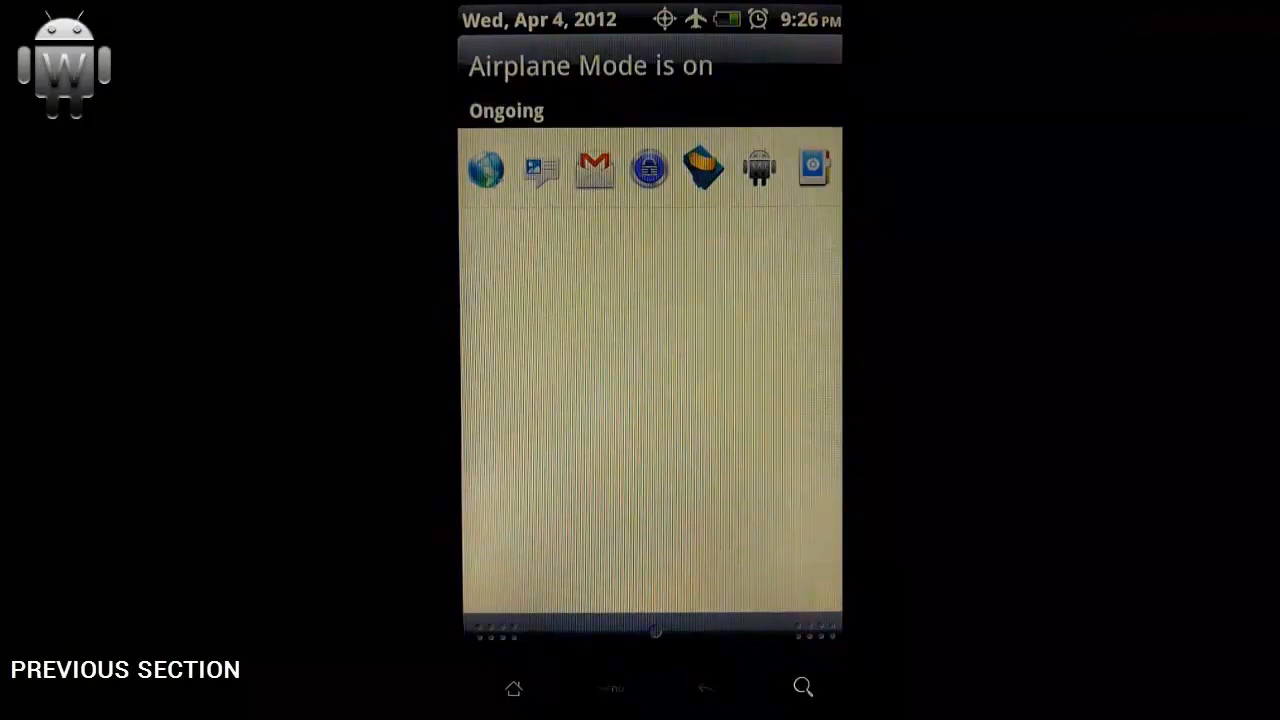 W
Wed, Apr 4, 2012 9:26 PM
Airplane Mode is on
Ongoing
M
PREVIOUS SECTION